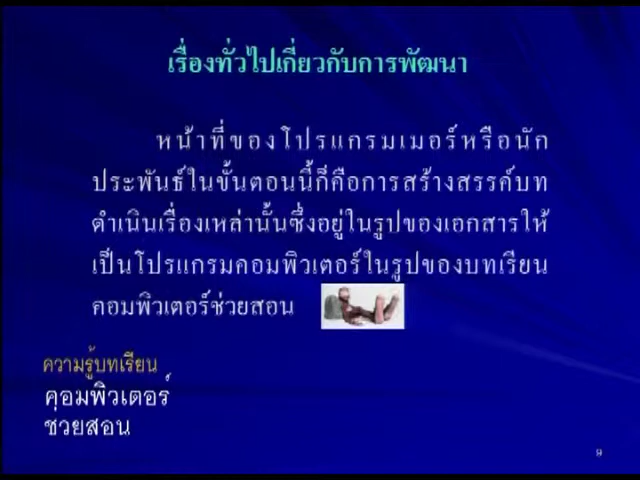 เรื่องทั่วไปเกี่ยวกับการพัฒนา
หน้าที่ของโปรแกรมเมอร์หรือนัก
ประพันธ์ในขั้นตอนนี้ก็คือการสร้างสรรค์บท
ดำเนินเรื่องเหล่านั้นซึ่งอยู่ในรูปของเอกสารให้
เป็นโปรแกรมคอมพิวเตอร์ในรูปของบทเรียน
คอมพิวเตอร์ช่วยสอน
ความรู้บทเรียน
คอมพิวเตอร์
ช่วยสอน
9